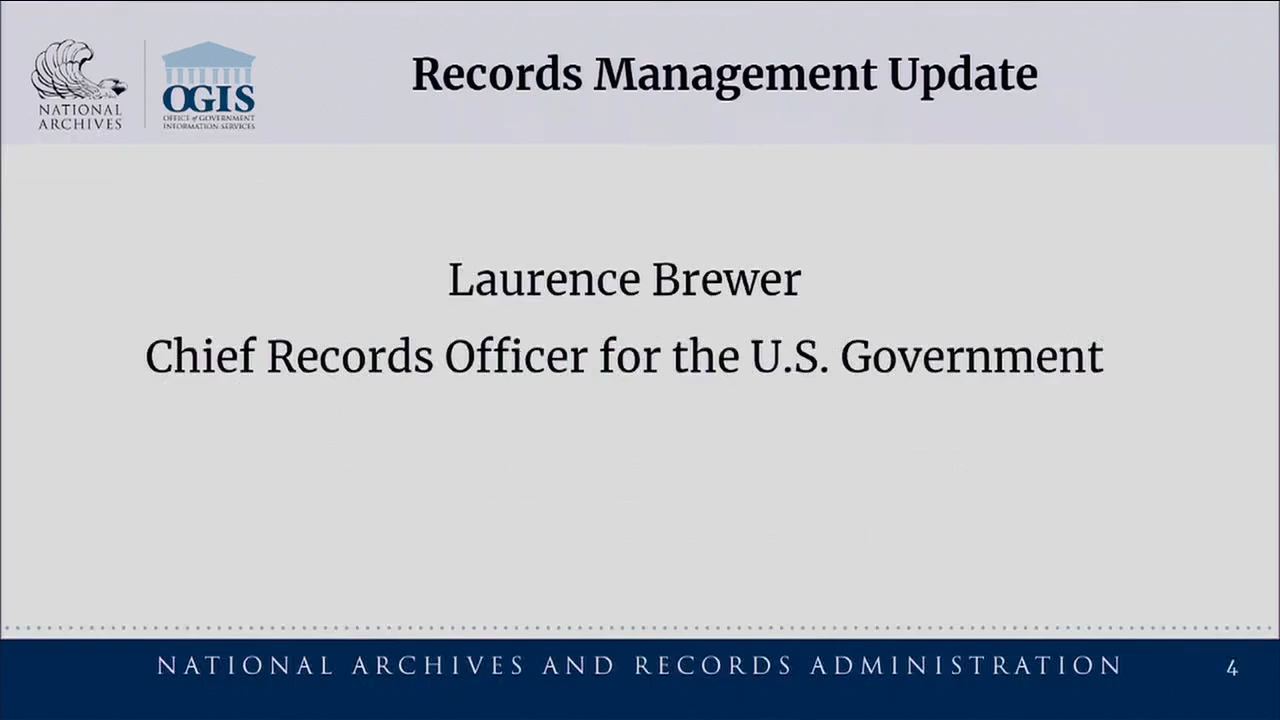 Records Management Update
NATIONAL
ARCHIVES
OGIS
OFFICE of GOVERNMENT
INFORMATION SERVICES
Laurence Brewer
Chief Records Officer for the U.S. Government
NATIONAL ARCHIVES AND RECORDS ADMINISTRATION
4